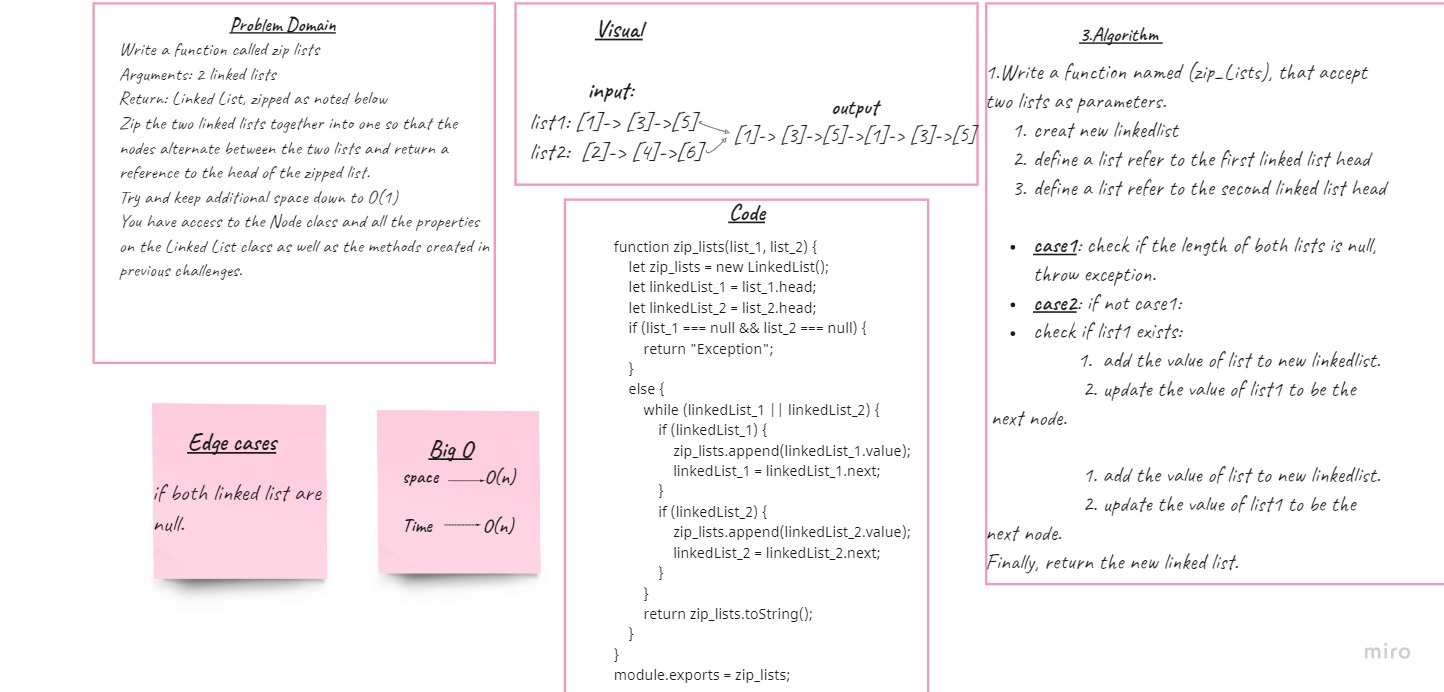 Problem Domain
Write a function called zip lists
Arguments: 2 linked lists
Return: Linked List, zipped as noted below
Zip the two linked lists together into one so that the
nodes alternate between the two lists and return a
reference to the head of the zipped list.
Try and keep additional space down to O(1)
You have access to the Node class and all the properties
on the Linked List class as well as the methods created in
previous challenges.
Edge cases
if both linked list are
null.
Big O
space O(n)
Time O(n)
Visual
input:
output
list1: [1]-> [3]->[5]
list2: [2]-> [4]->[6]
[1]-> [3]->[5]->[1]-> [3]->[5]
Code
function zip_lists(list_1, list_2) {
let zip_lists = new LinkedList();
let linkedList_1 = list_1.head;
let linkedList_2 = list_2.head;
if (list_1 === null && list_2 === null) {
return "Exception";
}
else {
while (linkedList_1 || linkedList_2) {
if (linkedList_1) {
zip_lists.append(linkedList_1.value);
linkedList_1 = linkedList_1.next;
}
if (linkedList_2) {
zip_lists.append(linkedList_2.value);
linkedList_2 = linkedList_2.next;
}
}
return zip_lists.toString();
}
}
module.exports = zip_lists;
3.Algorithm
1.Write a function named (zip_Lists), that accept
two lists as parameters.
1. creat new linkedlist
2. define a list refer to the first linked list head
3. define a list refer to the second linked list head
• case1: check if the length of both lists is null,
throw exception.
• case2: if not case1:
• check if list1 exists:
1. add the value of list to new linkedlist.
2. update the value of list1 to be the
next node.
1. add the value of list to new linkedlist.
2. update the value of list1 to be the
next node.
Finally, return the new linked list.
miro